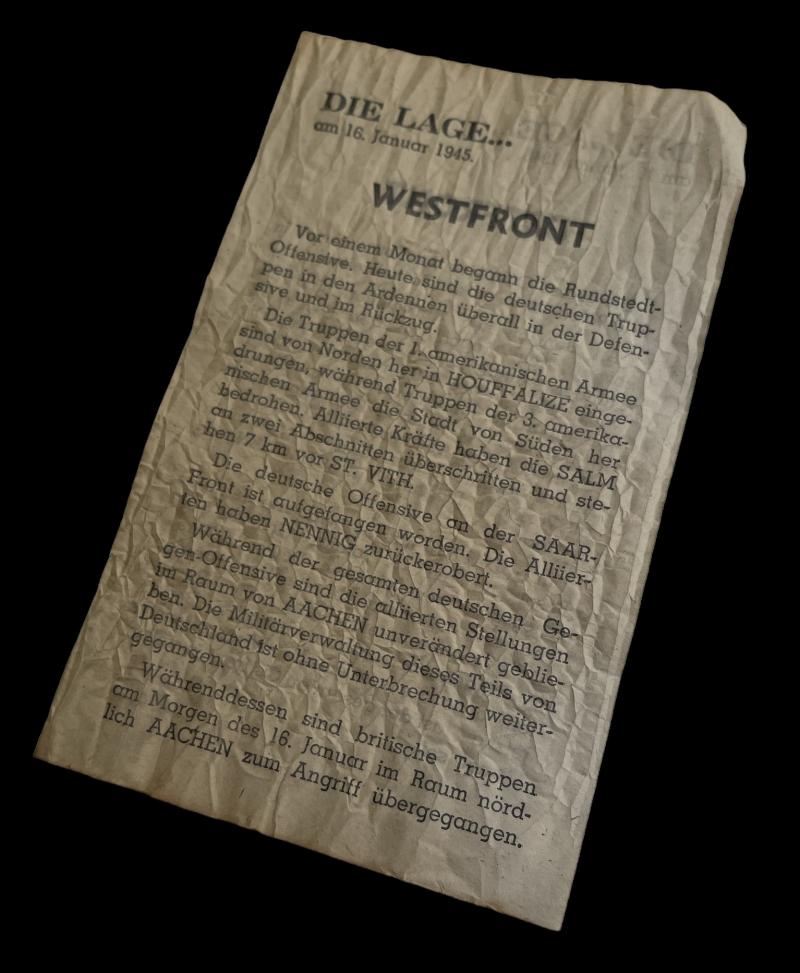 DIE LAGE...
am 16. Januar 1945.
WESTFRONT
Vor einem Monat begann die Rundstedt-
Offensive. Heute sind die deutschen Trup-
pen in den Ardennen überall in der Defen-
sive und im Rückzug.
Die Truppen der 1. amerikanischen Armee
sind von Norden her in HOUFFALIZE einge-
drungen, während Truppen der 3. amerika-
nischen Armee die Stadt von Süden her
bedrohen. Alliierte Kräfte haben die SALM
an zwei Abschnitten überschritten und ste-
hen 7 km vor ST. VITH.
Die deutsche Offensive an der SAAR-
Front ist aufgefangen worden. Die Alliier-
ten haben NENNIG zurückerobert.
Während der gesamten deutschen Ge-
gen-Offensive sind die alliierten Stellungen
im Raum von AACHEN unverändert geblie-
ben. Die Militärverwaltung dieses Teils von
Deutschland ist ohne Unterbrechung weiter-
gegangen.
Währenddessen sind britische Truppen
am Morgen des 16. Januar im Raum nörd-
lich AACHEN zum Angriff übergegangen.